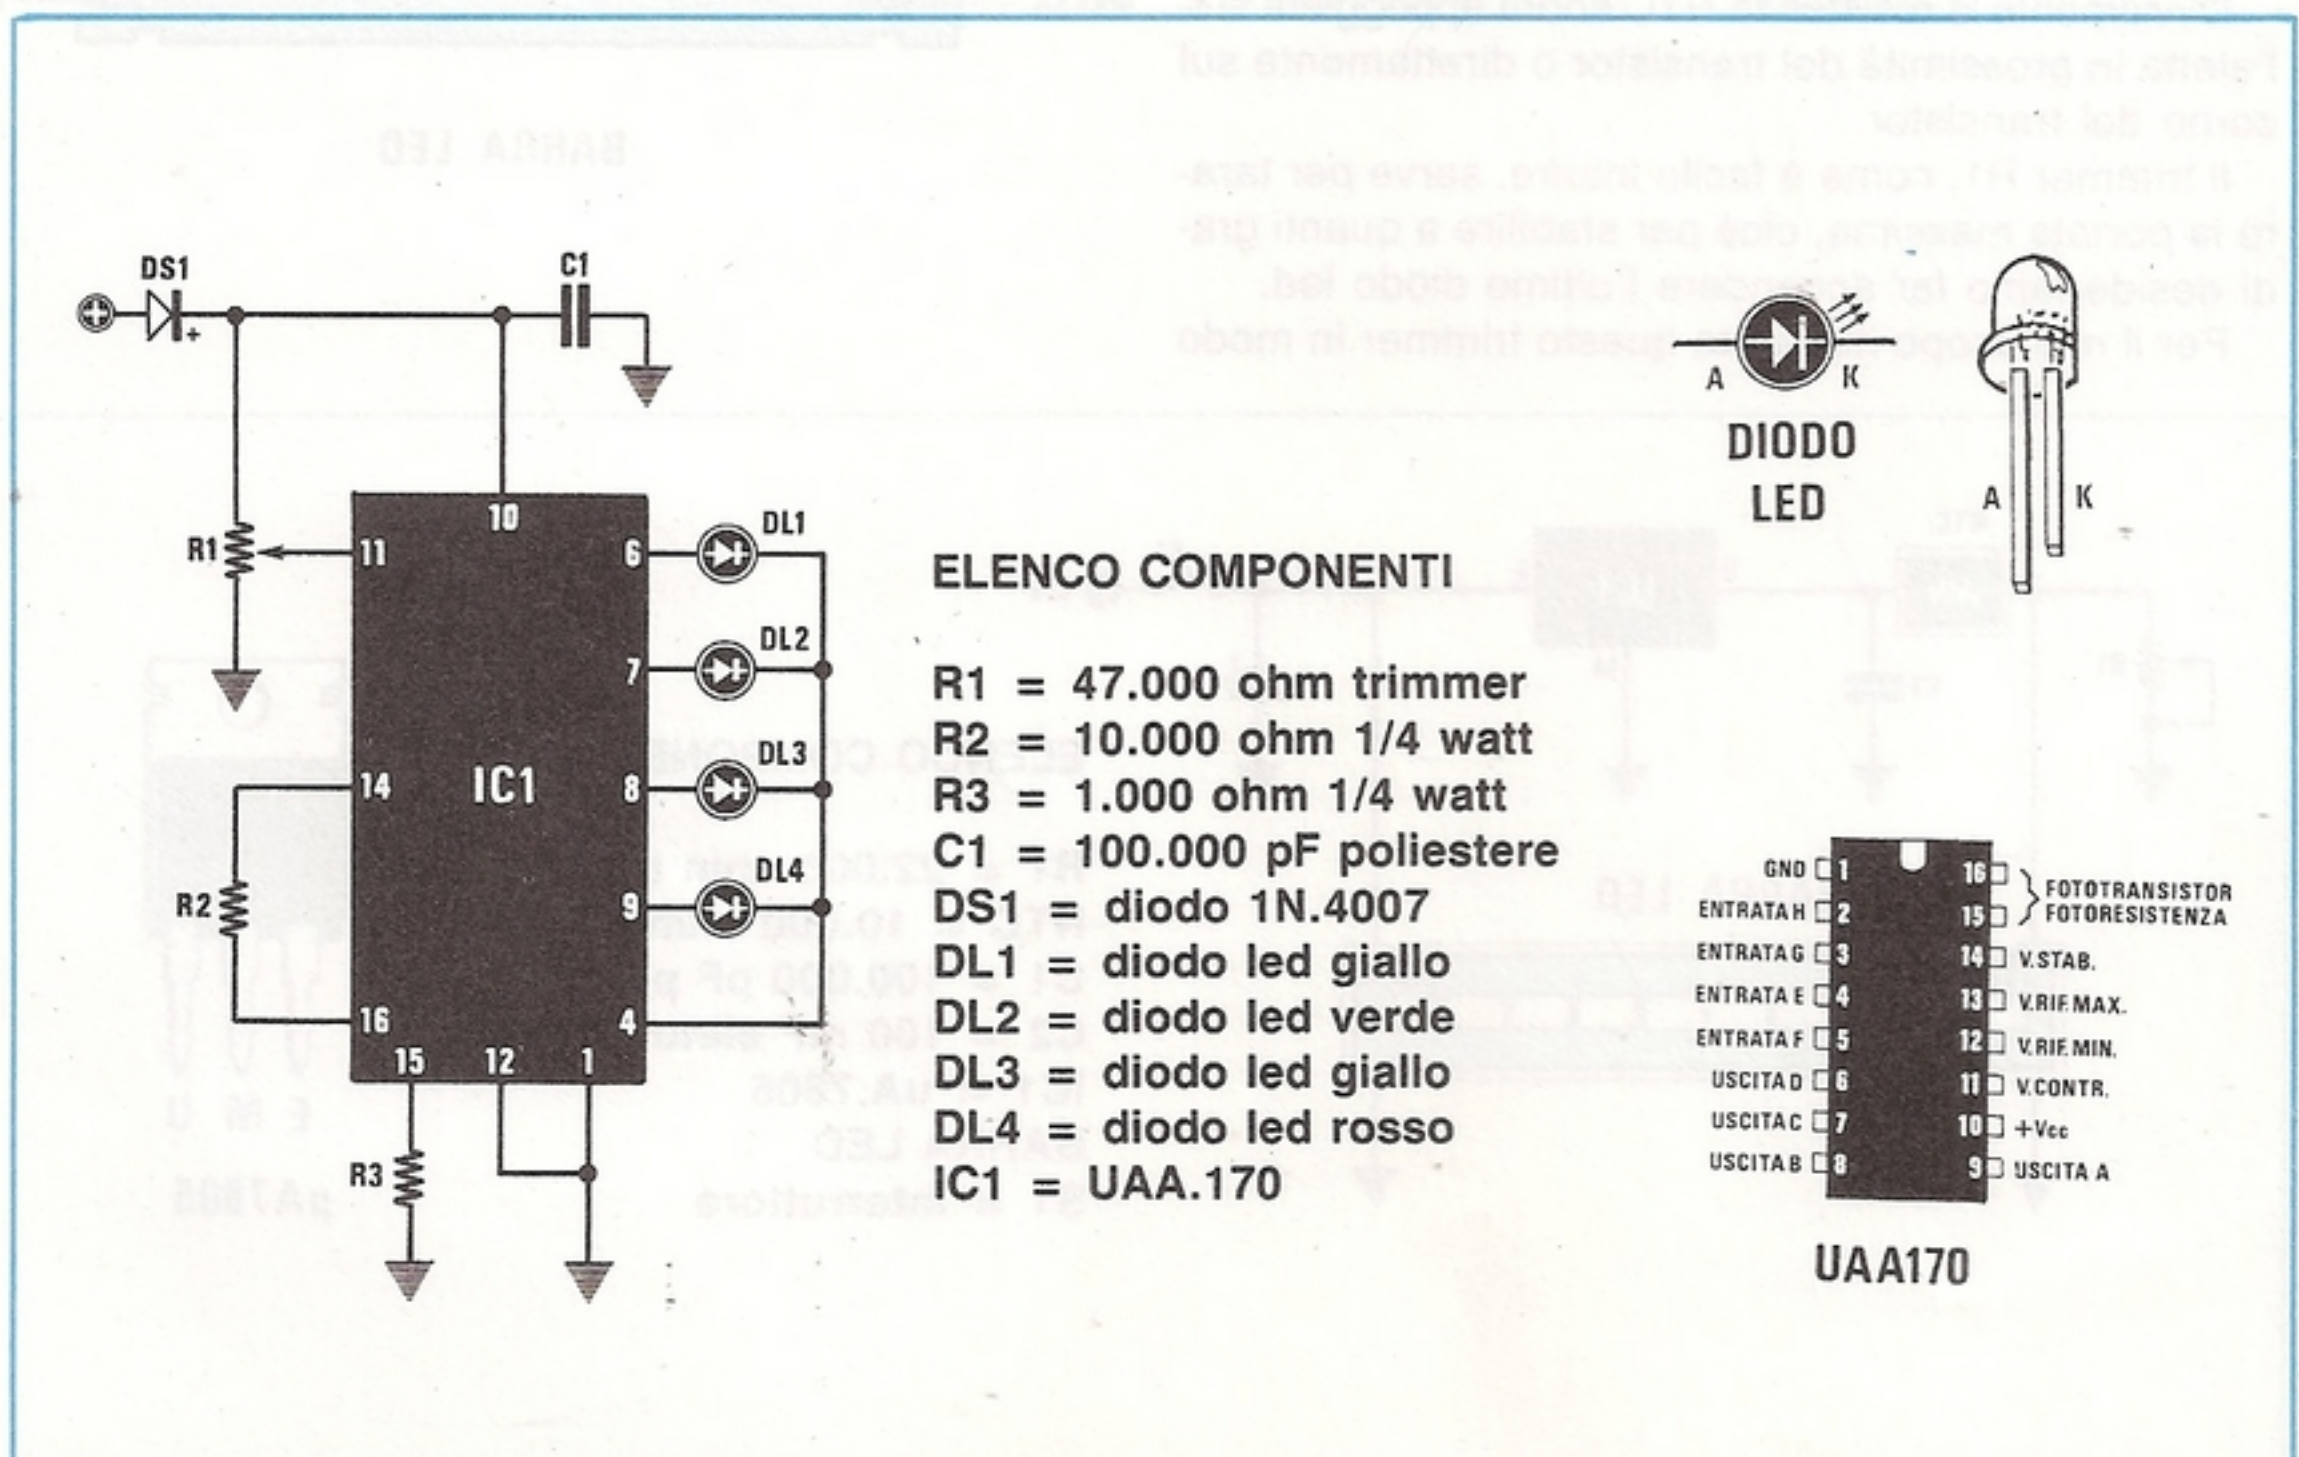 DS1
+
C1
R1
10
11
6
DL1
7
DL2
14
IC1
8
DL3
R2
9
DL4
16
4
15
12
1
R3
ELENCO COMPONENTI
R1 = 47.000 ohm trimmer
R2 = 10.000 ohm 1/4 watt
R3 = 1.000 ohm 1/4 watt
C1 = 100.000 pF poliestere
DS1 = diodo 1N.4007
DL1 = diodo led giallo
DL2 = diodo led verde
DL3 = diodo led giallo
DL4 = diodo led rosso
IC1 = UAA.170
A
K
DIODO
LED
A
K
GND 1
ENTRATA H 2
ENTRATA G 3
ENTRATA E 4
ENTRATA F 5
USCITA D 6
USCITA C 7
USCITA B 8
16 FOTOTRANSISTOR
15 FOTORESISTENZA
14 V.STAB.
13 V.RIF.MAX.
12 V.RIF.MIN.
11 V.CONTR.
10 +Vcc
9 USCITA A
UAA170